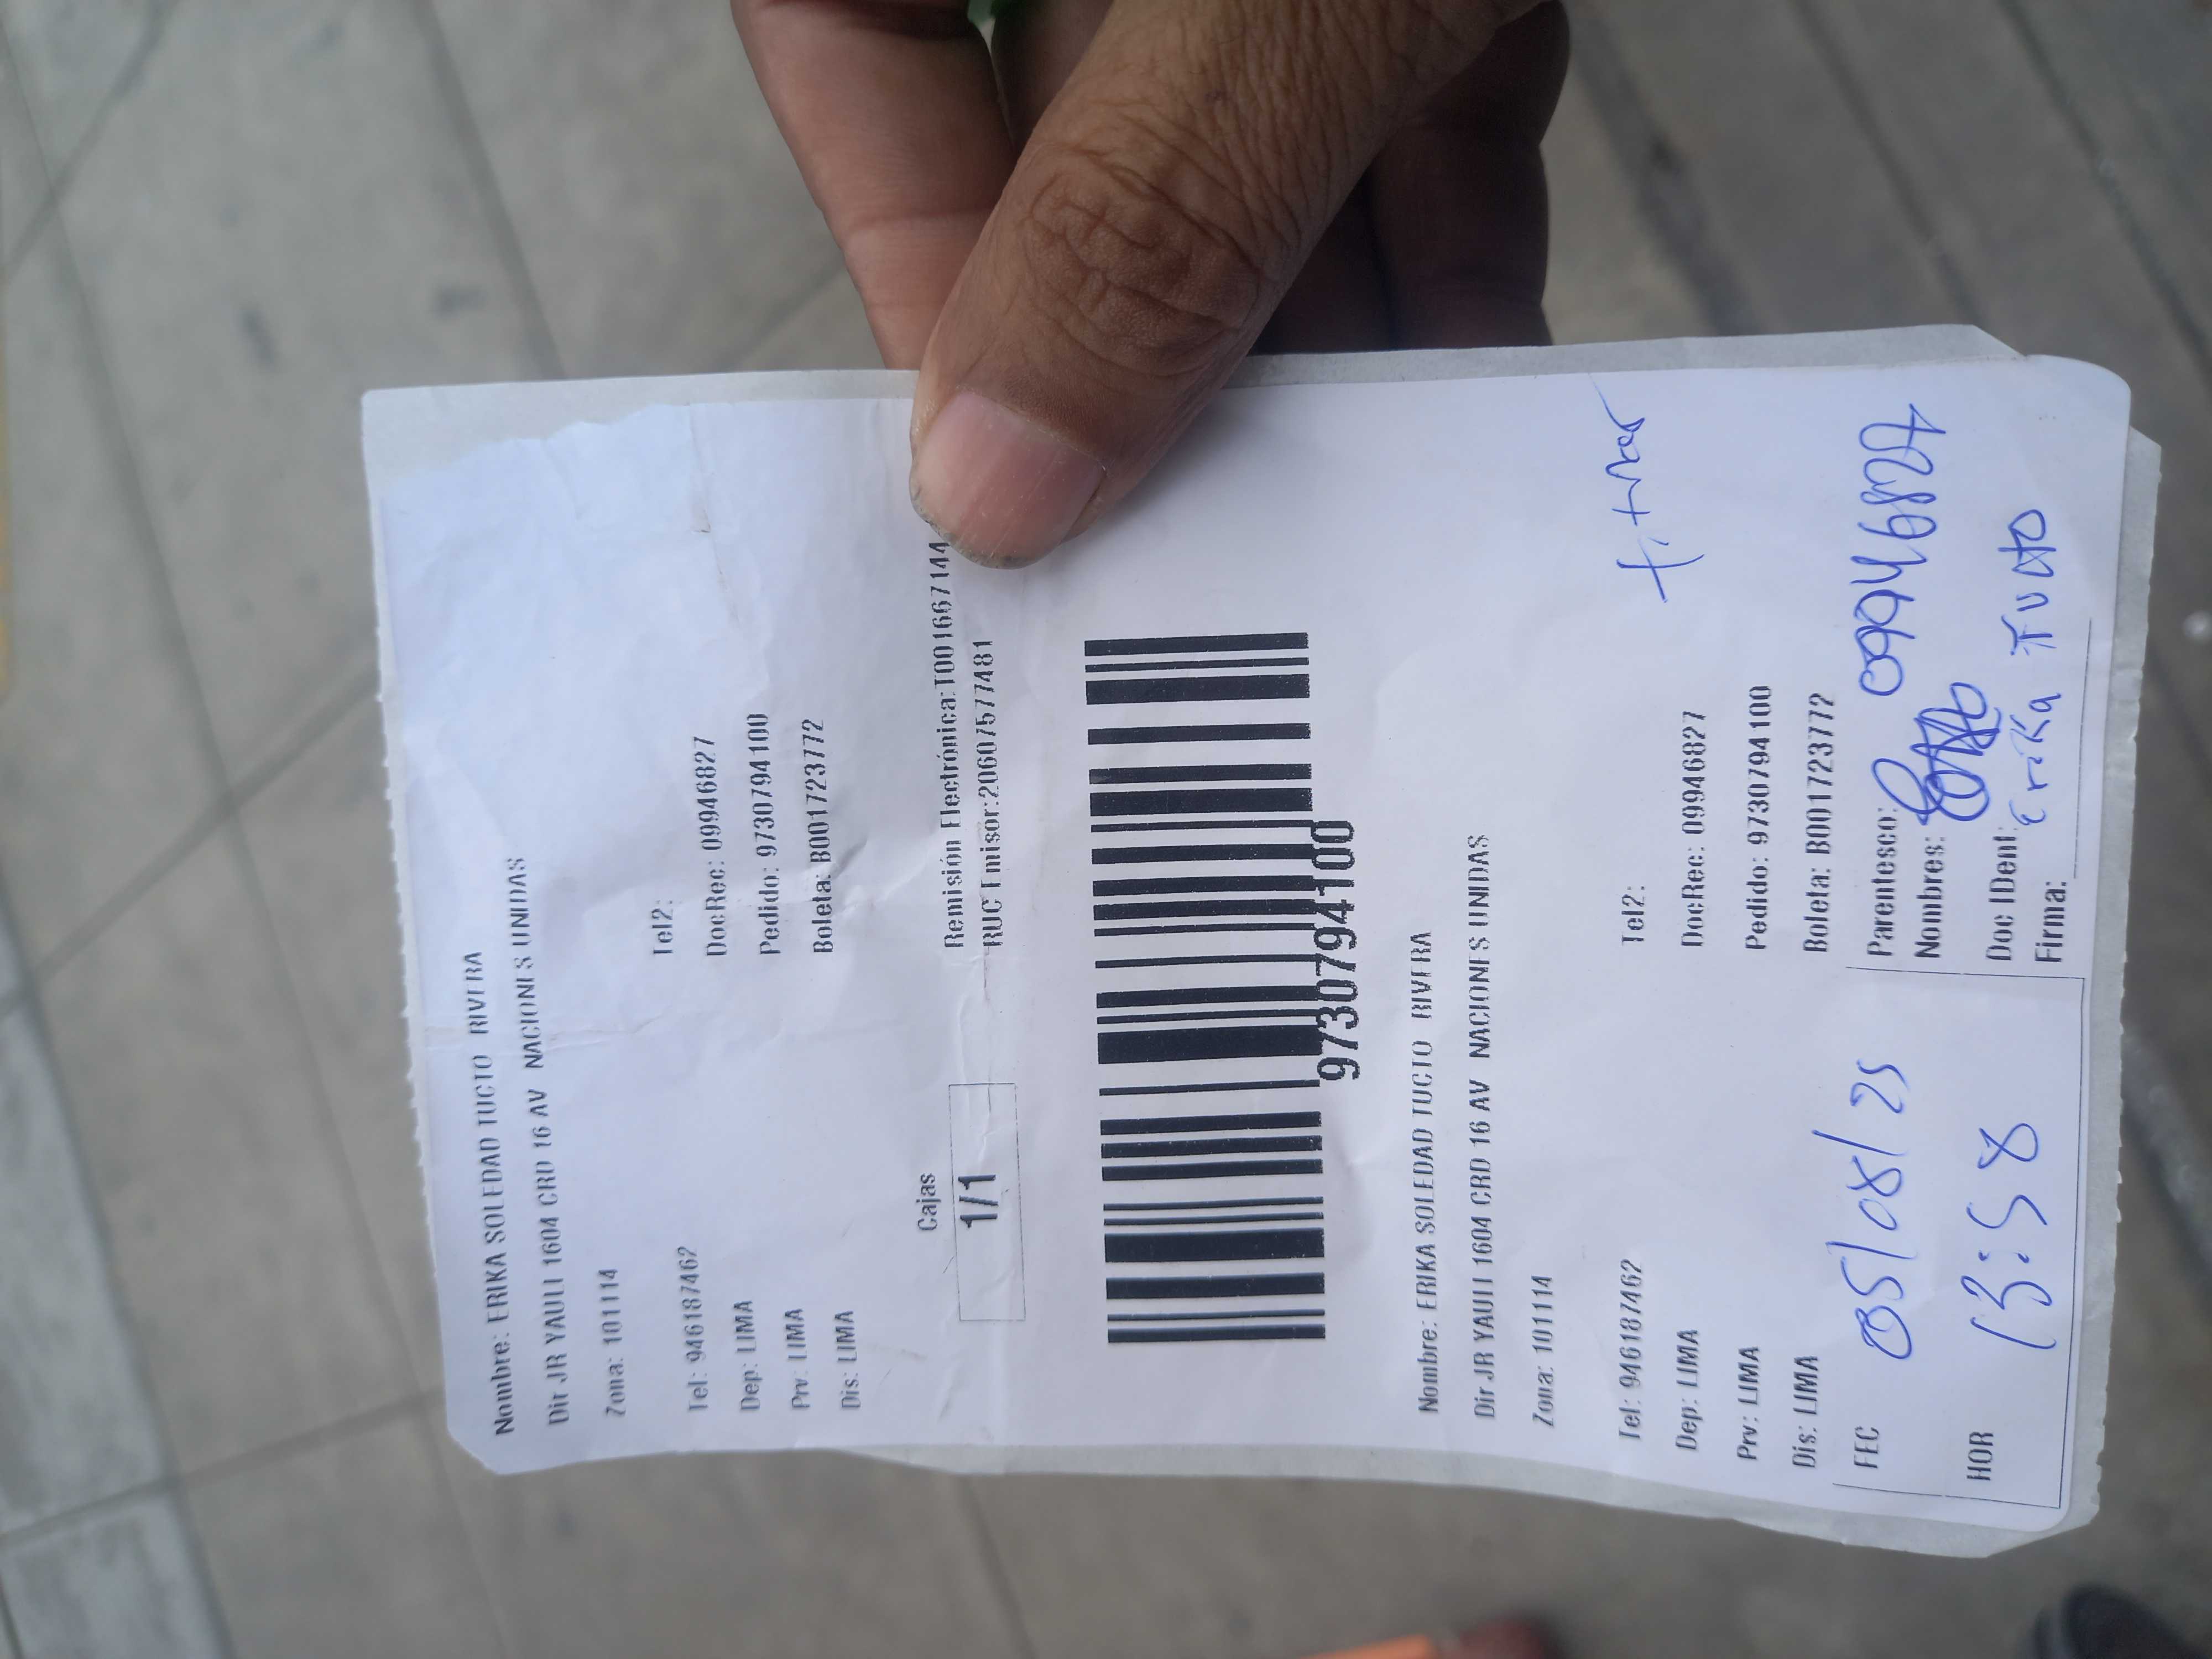 Nombre: ERIKA SOLEDAD TUCTO RIVERA
Dir JR YAULI 1604 CRD 16 AV NACIONES UNIDAS
Zona: 101114
Tel: 946187462 Tel2:
Dep: LIMA DocRec: 09946827
Prv: LIMA Pedido: 9730794100
Dis: LIMA Boleta: B001723772
Cajas Remisión Electrónica:T001667144
1/1 RUC Emisor:20607577481
9730794100
Nombre: ERIKA SOLEDAD TUCTO RIVERA
Dir JR YAULI 1604 CRD 16 AV NACIONES UNIDAS
Zona: 101114
Tel: 946187462 Tel2:
Dep: LIMA DocRec: 09946827
Prv: LIMA Pedido: 9730794100
Dis: LIMA Boleta: B001723772
FEC 05/08/25 Parentesco: 09946827
Nombres:
HOR 13:58 Doc IDent:
Firma: Erika